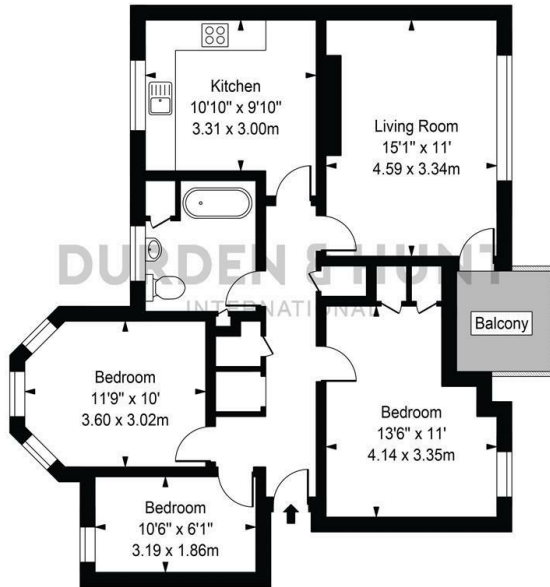 Kitchen
10'10" x 9'10"
3.31 x 3.00m
Living Room
15'1" x 11'
4.59 x 3.34m
DURDEN & HUNT
INTERNATIONAL
Balcony
Bedroom
11'9" x 10'
3.60 x 3.02m
Bedroom
13'6" x 11'
4.14 x 3.35m
Bedroom
10'6" x 6'1"
3.19 x 1.86m